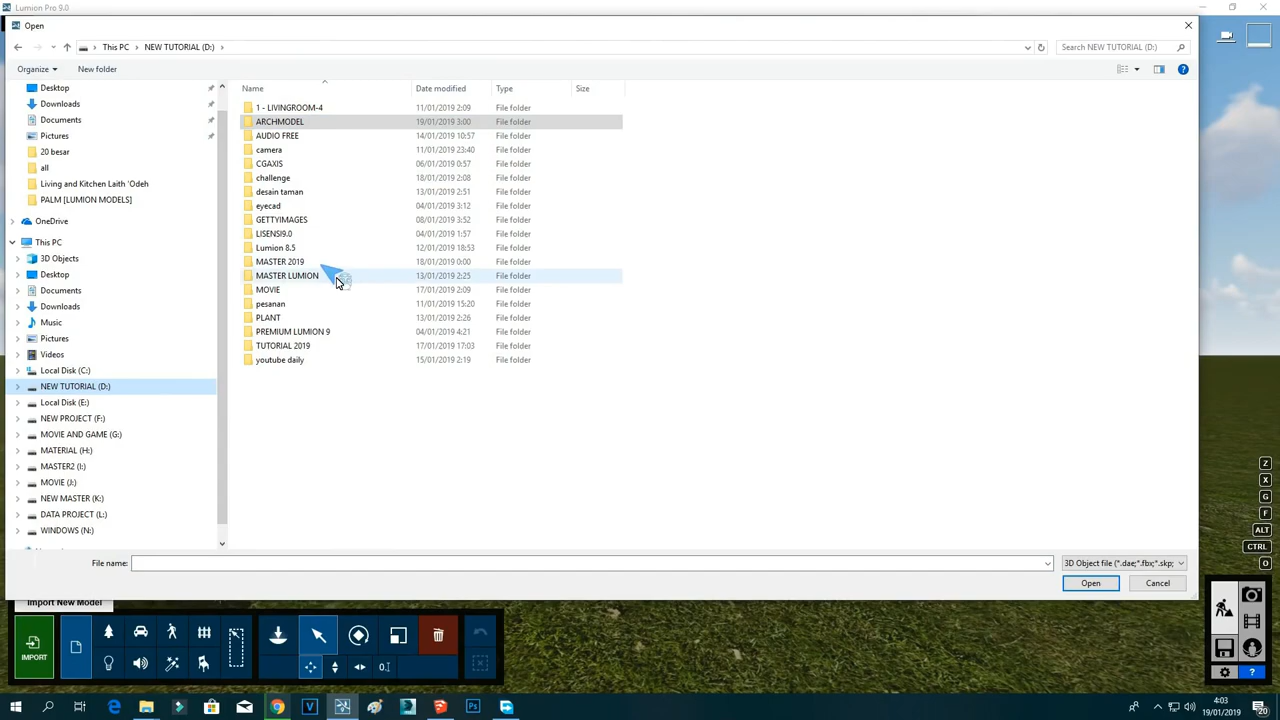 Lumion Pro 9.0
Open
This PC > NEW TUTORIAL (D:) >
Search NEW TUTORIAL (D:)
Organize
New folder
Name
Date modified
Type
Size
Desktop
Downloads
Documents
Pictures
20 besar
all
Living and Kitchen Laith 'Odeh
PALM [LUMION MODELS]
OneDrive
This PC
3D Objects
Desktop
Documents
Downloads
Music
Pictures
Videos
Local Disk (C:)
NEW TUTORIAL (D:)
Local Disk (E:)
NEW PROJECT (F:)
MOVIE AND GAME (G:)
MATERIAL (H:)
MASTER2 (I:)
MOVIE (J:)
NEW MASTER (K:)
DATA PROJECT (L:)
WINDOWS (N:)
1 - LIVINGROOM-4 11/01/2019 2:09 File folder
ARCHMODEL 19/01/2019 3:00 File folder
AUDIO FREE 14/01/2019 10:57 File folder
camera 11/01/2019 23:40 File folder
CGAXIS 06/01/2019 0:57 File folder
challenge 18/01/2019 2:08 File folder
desain taman 13/01/2019 2:51 File folder
eyecad 04/01/2019 3:12 File folder
GETTYIMAGES 08/01/2019 3:52 File folder
LISENSI9.0 04/01/2019 1:57 File folder
Lumion 8.5 12/01/2019 18:53 File folder
MASTER 2019 18/01/2019 0:00 File folder
MASTER LUMION 13/01/2019 2:25 File folder
MOVIE 17/01/2019 2:09 File folder
pesanan 11/01/2019 15:20 File folder
PLANT 13/01/2019 2:26 File folder
PREMIUM LUMION 9 04/01/2019 4:21 File folder
TUTORIAL 2019 17/01/2019 17:03 File folder
youtube daily 15/01/2019 2:19 File folder
File name:
3D Object file (*.dae;*.fbx;*.skp;
Open
Cancel
Import New Model
IMPORT
Z
X
G
F
ALT
CTRL
O
?
4:03
19/01/2019
20